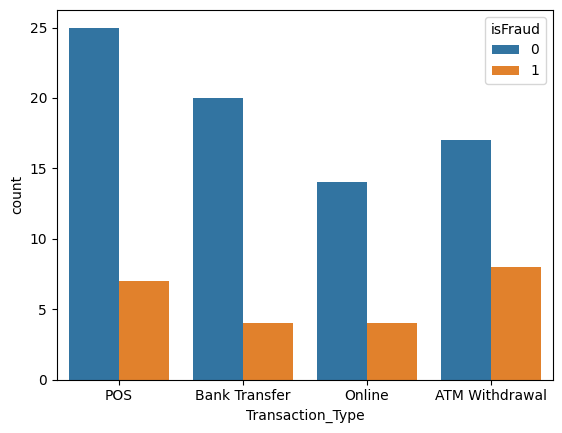 isFraud
0
1
25
20
15
10
5
0
count
POS
Bank Transfer
Online
ATM Withdrawal
Transaction_Type